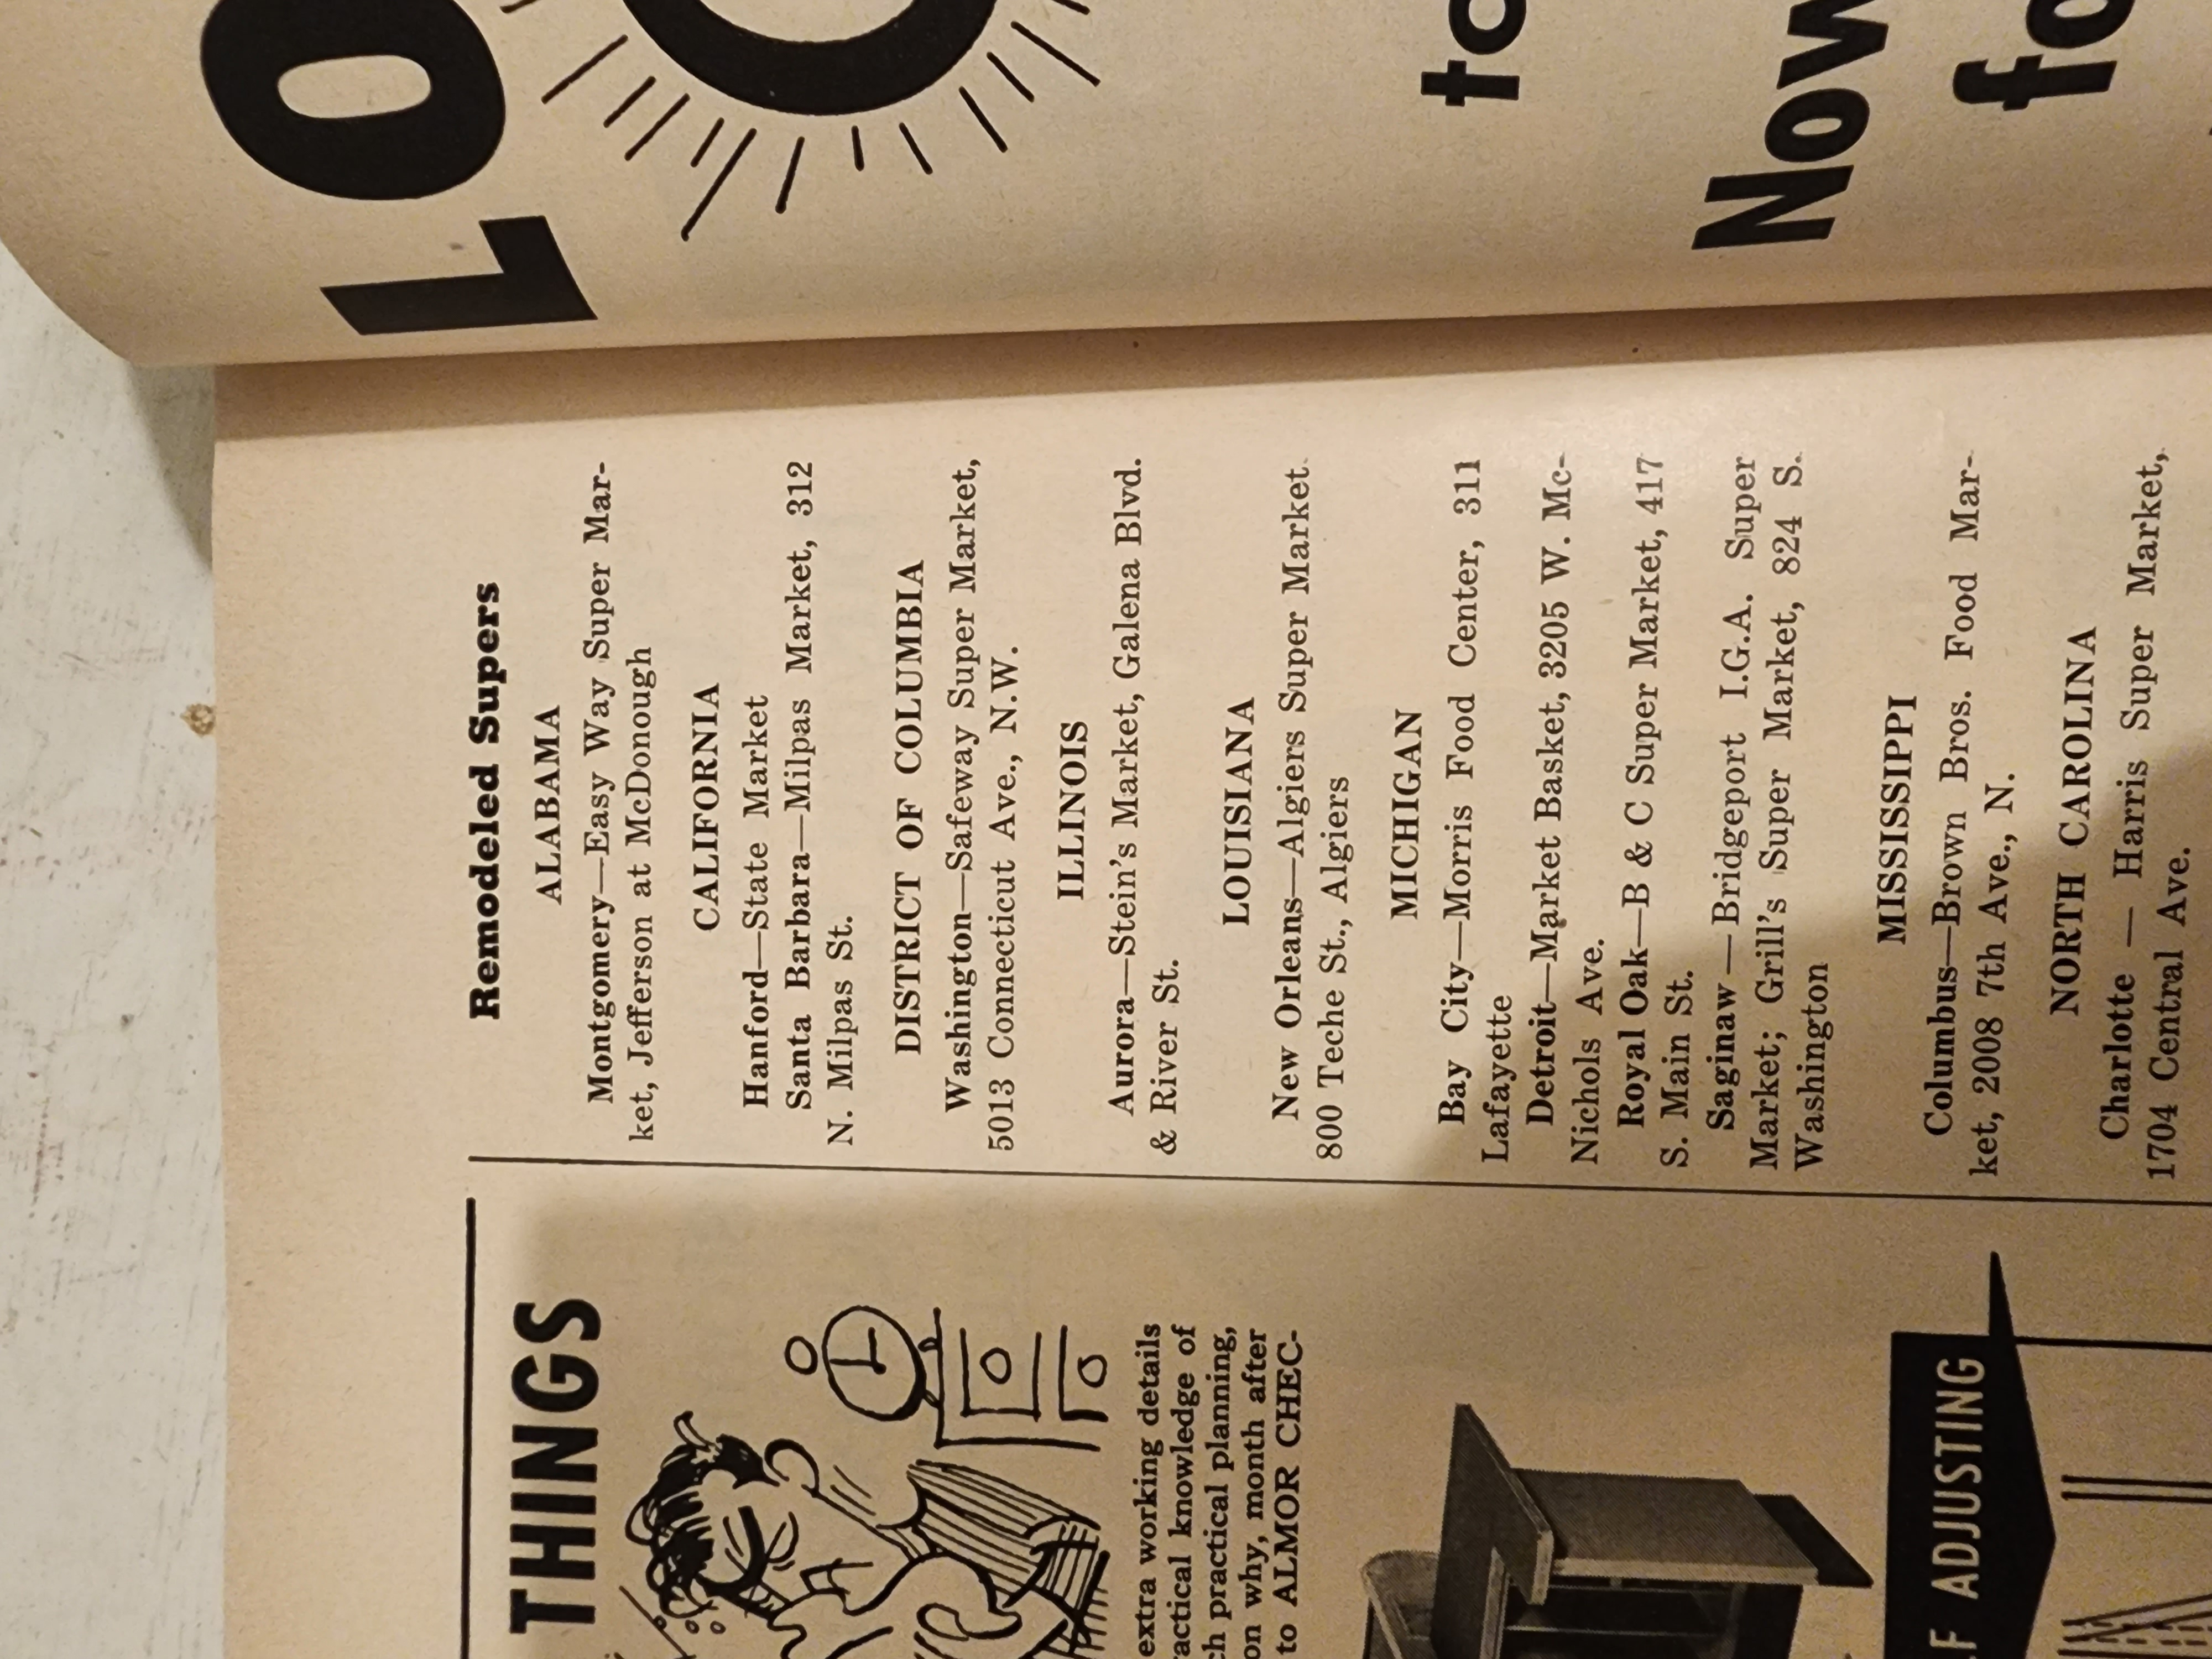 THINGS
extra working details
practical planning,
on why, month after
to ALMOR CHEC-
ADJUSTING
Remodeled Supers
ALABAMA
Montgomery—Easy Way Super Mar-
ket, Jefferson at McDonough
CALIFORNIA
Hanford—State Market
Santa Barbara—Milpas Market, 312
N. Milpas St.
DISTRICT OF COLUMBIA
Washington—Safeway Super Market,
5013 Connecticut Ave., N.W.
ILLINOIS
Aurora—Stein's Market, Galena Blvd.
& River St.
LOUISIANA
New Orleans—Algiers Super Market
800 Teche St., Algiers
MICHIGAN
Bay City—Morris Food Center, 311
Lafayette
Detroit—Market Basket, 3205 W. Mc-
Nichols Ave.
Royal Oak—B & C Super Market, 417
S. Main St.
Saginaw—Bridgeport I.G.A. Super
Market; Grill's Super Market, 824 S.
Washington
MISSISSIPPI
Columbus—Brown Bros. Food Mar-
ket, 2008 7th Ave., N.
NORTH CAROLINA
Charlotte — Harris Super Market,
1704 Central Ave.
LO
to
Now